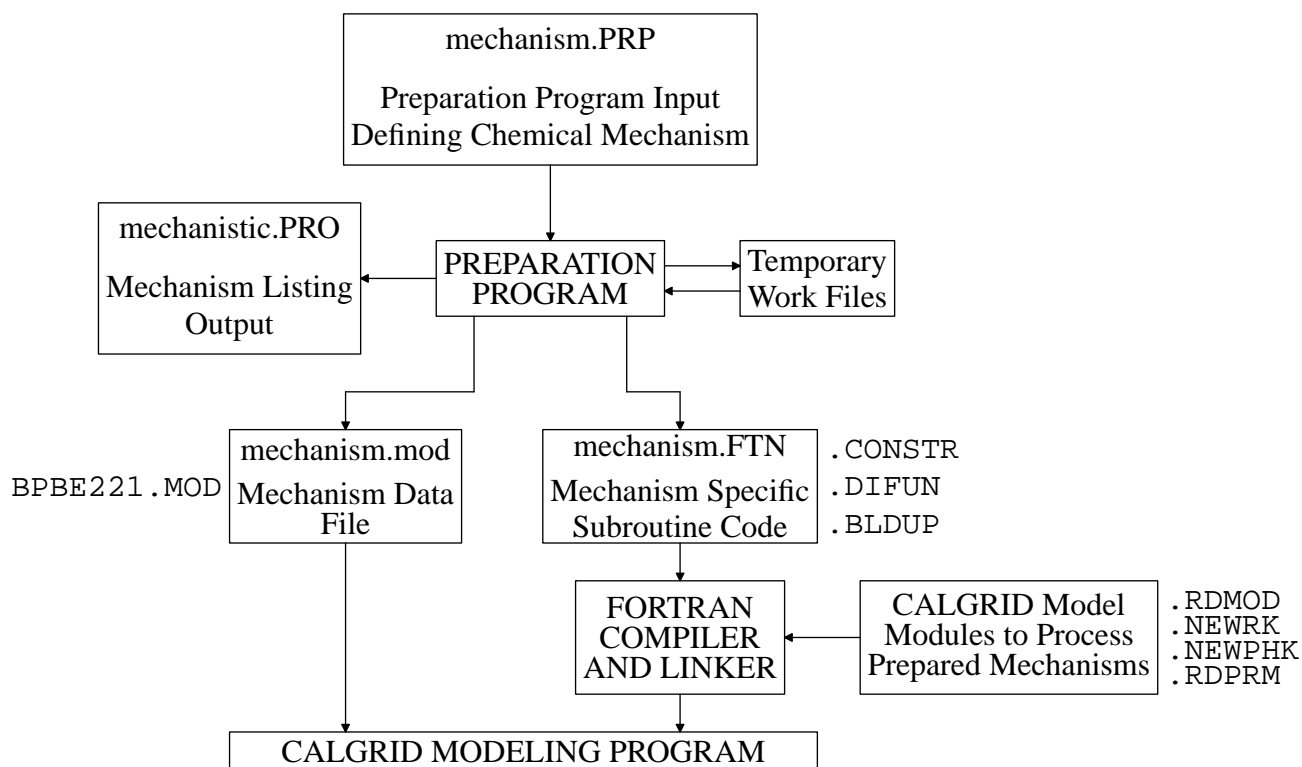 mechanism.PRP
Preparation Program Input
Defining Chemical Mechanism
mechanistic.PRO
Mechanism Listing
Output
PREPARATION
PROGRAM
Temporary
Work Files
BPBE221.MOD
mechanism.mod
Mechanism Data
File
mechanism.FTN
Mechanism Specific
Subroutine Code
.CONSTR
.DIFUN
.BLDUP
FORTRAN
COMPILER
AND LINKER
CALGRID Model
Modules to Process
Prepared Mechanisms
.RDMOD
.NEWRK
.NEWPHK
.RDPRM
CALGRID MODELING PROGRAM